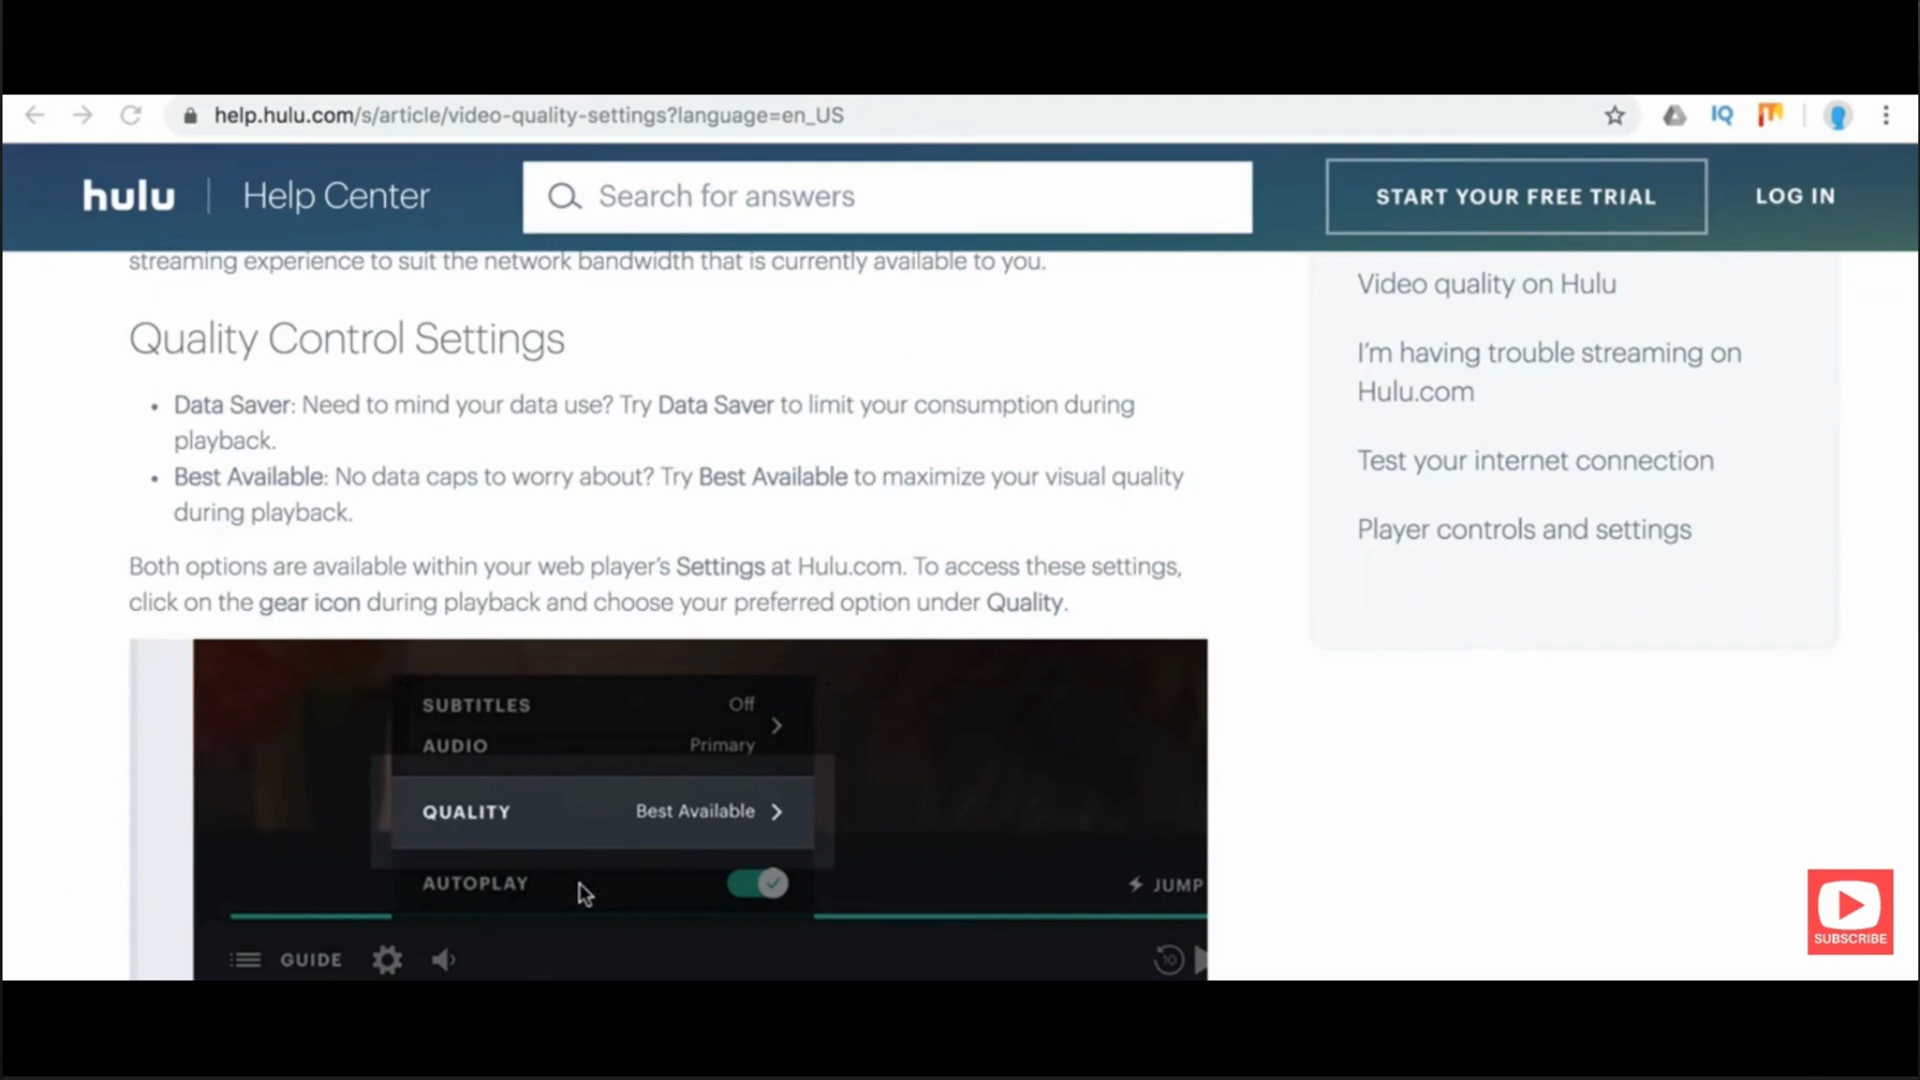 help.hulu.com/s/article/video-quality-settings?language=en_US
IQ
hulu | Help Center
Search for answers
START YOUR FREE TRIAL
LOG IN
streaming experience to suit the network bandwidth that is currently available to you.
Quality Control Settings
• Data Saver: Need to mind your data use? Try Data Saver to limit your consumption during
playback.
• Best Available: No data caps to worry about? Try Best Available to maximize your visual quality
during playback.
Both options are available within your web player's Settings at Hulu.com. To access these settings,
click on the gear icon during playback and choose your preferred option under Quality.
SUBTITLES Off
AUDIO Primary
QUALITY Best Available
AUTOPLAY
JUMP
GUIDE
10
Video quality on Hulu
I'm having trouble streaming on
Hulu.com
Test your internet connection
Player controls and settings
SUBSCRIBE